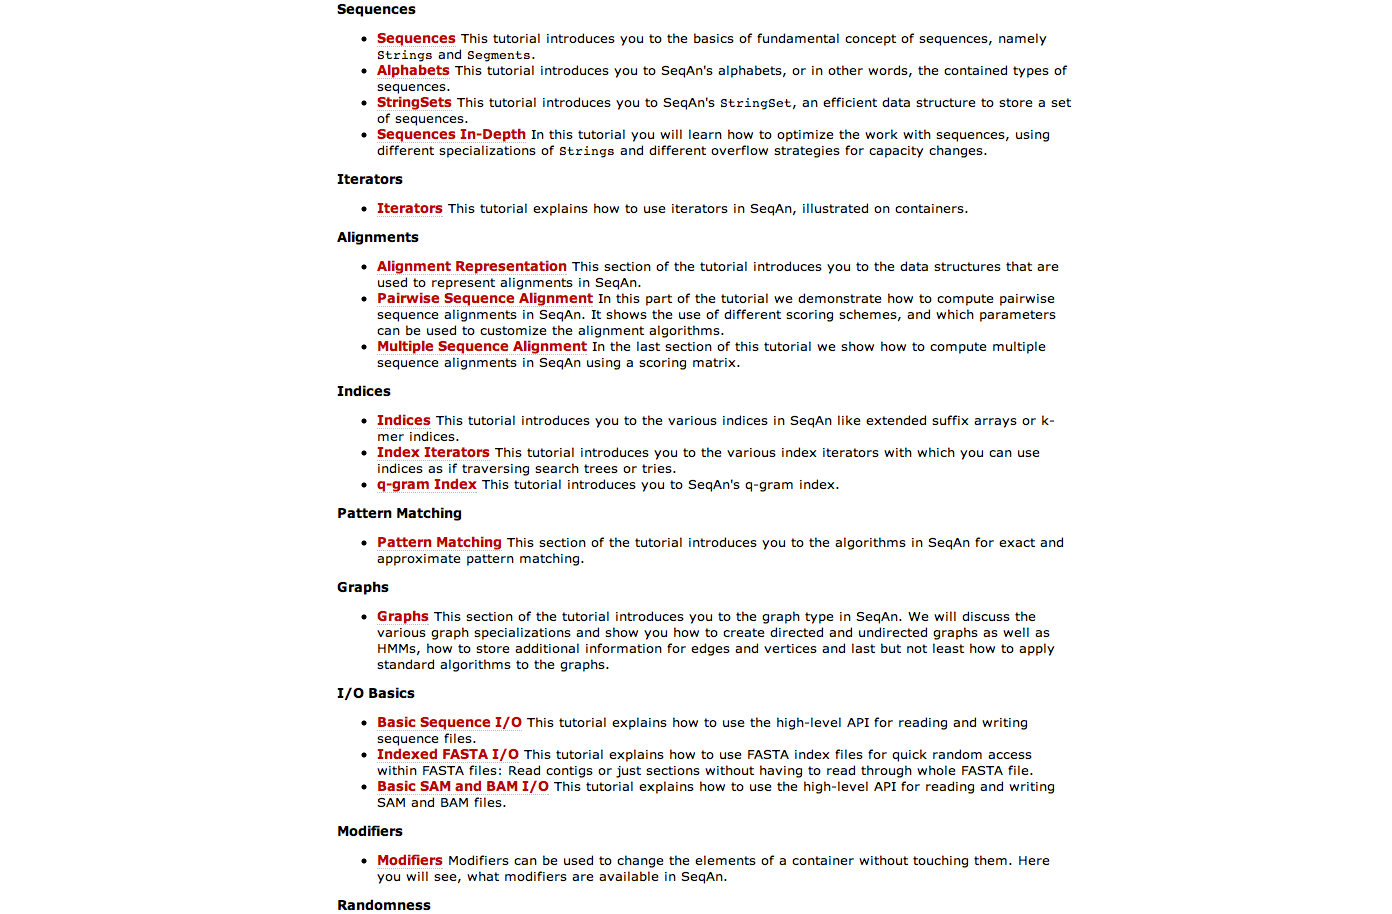 Sequences
Sequences This tutorial introduces you to the basics of fundamental concept of sequences, namely
Strings and Segments.
Alphabets This tutorial introduces you to SeqAn's alphabets, or in other words, the contained types of
sequences.
StringSets This tutorial introduces you to SeqAn's StringSet, an efficient data structure to store a set
of sequences.
Sequences In-Depth In this tutorial you will learn how to optimize the work with sequences, using
different specializations of Strings and different overflow strategies for capacity changes.
Iterators
Iterators This tutorial explains how to use iterators in SeqAn, illustrated on containers.
Alignments
Alignment Representation This section of the tutorial introduces you to the data structures that are
used to represent alignments in SeqAn.
Pairwise Sequence Alignment In this part of the tutorial we demonstrate how to compute pairwise
sequence alignments in SeqAn. It shows the use of different scoring schemes, and which parameters
can be used to customize the alignment algorithms.
Multiple Sequence Alignment In the last section of this tutorial we show how to compute multiple
sequence alignments in SeqAn using a scoring matrix.
Indices
Indices This tutorial introduces you to the various indices in SeqAn like extended suffix arrays or k-
mer indices.
Index Iterators This tutorial introduces you to the various index iterators with which you can use
indices as if traversing search trees or tries.
q-gram Index This tutorial introduces you to SeqAn's q-gram index.
Pattern Matching
Pattern Matching This section of the tutorial introduces you to the algorithms in SeqAn for exact and
approximate pattern matching.
Graphs
Graphs This section of the tutorial introduces you to the graph type in SeqAn. We will discuss the
various graph specializations and show you how to create directed and undirected graphs as well as
HMMs, how to store additional information for edges and vertices and last but not least how to apply
standard algorithms to the graphs.
I/O Basics
Basic Sequence I/O This tutorial explains how to use the high-level API for reading and writing
sequence files.
Indexed FASTA I/O This tutorial explains how to use FASTA index files for quick random access
within FASTA files: Read contigs or just sections without having to read through whole FASTA file.
Basic SAM and BAM I/O This tutorial explains how to use the high-level API for reading and writing
SAM and BAM files.
Modifiers
Modifiers Modifiers can be used to change the elements of a container without touching them. Here
you will see, what modifiers are available in SeqAn.
Randomness